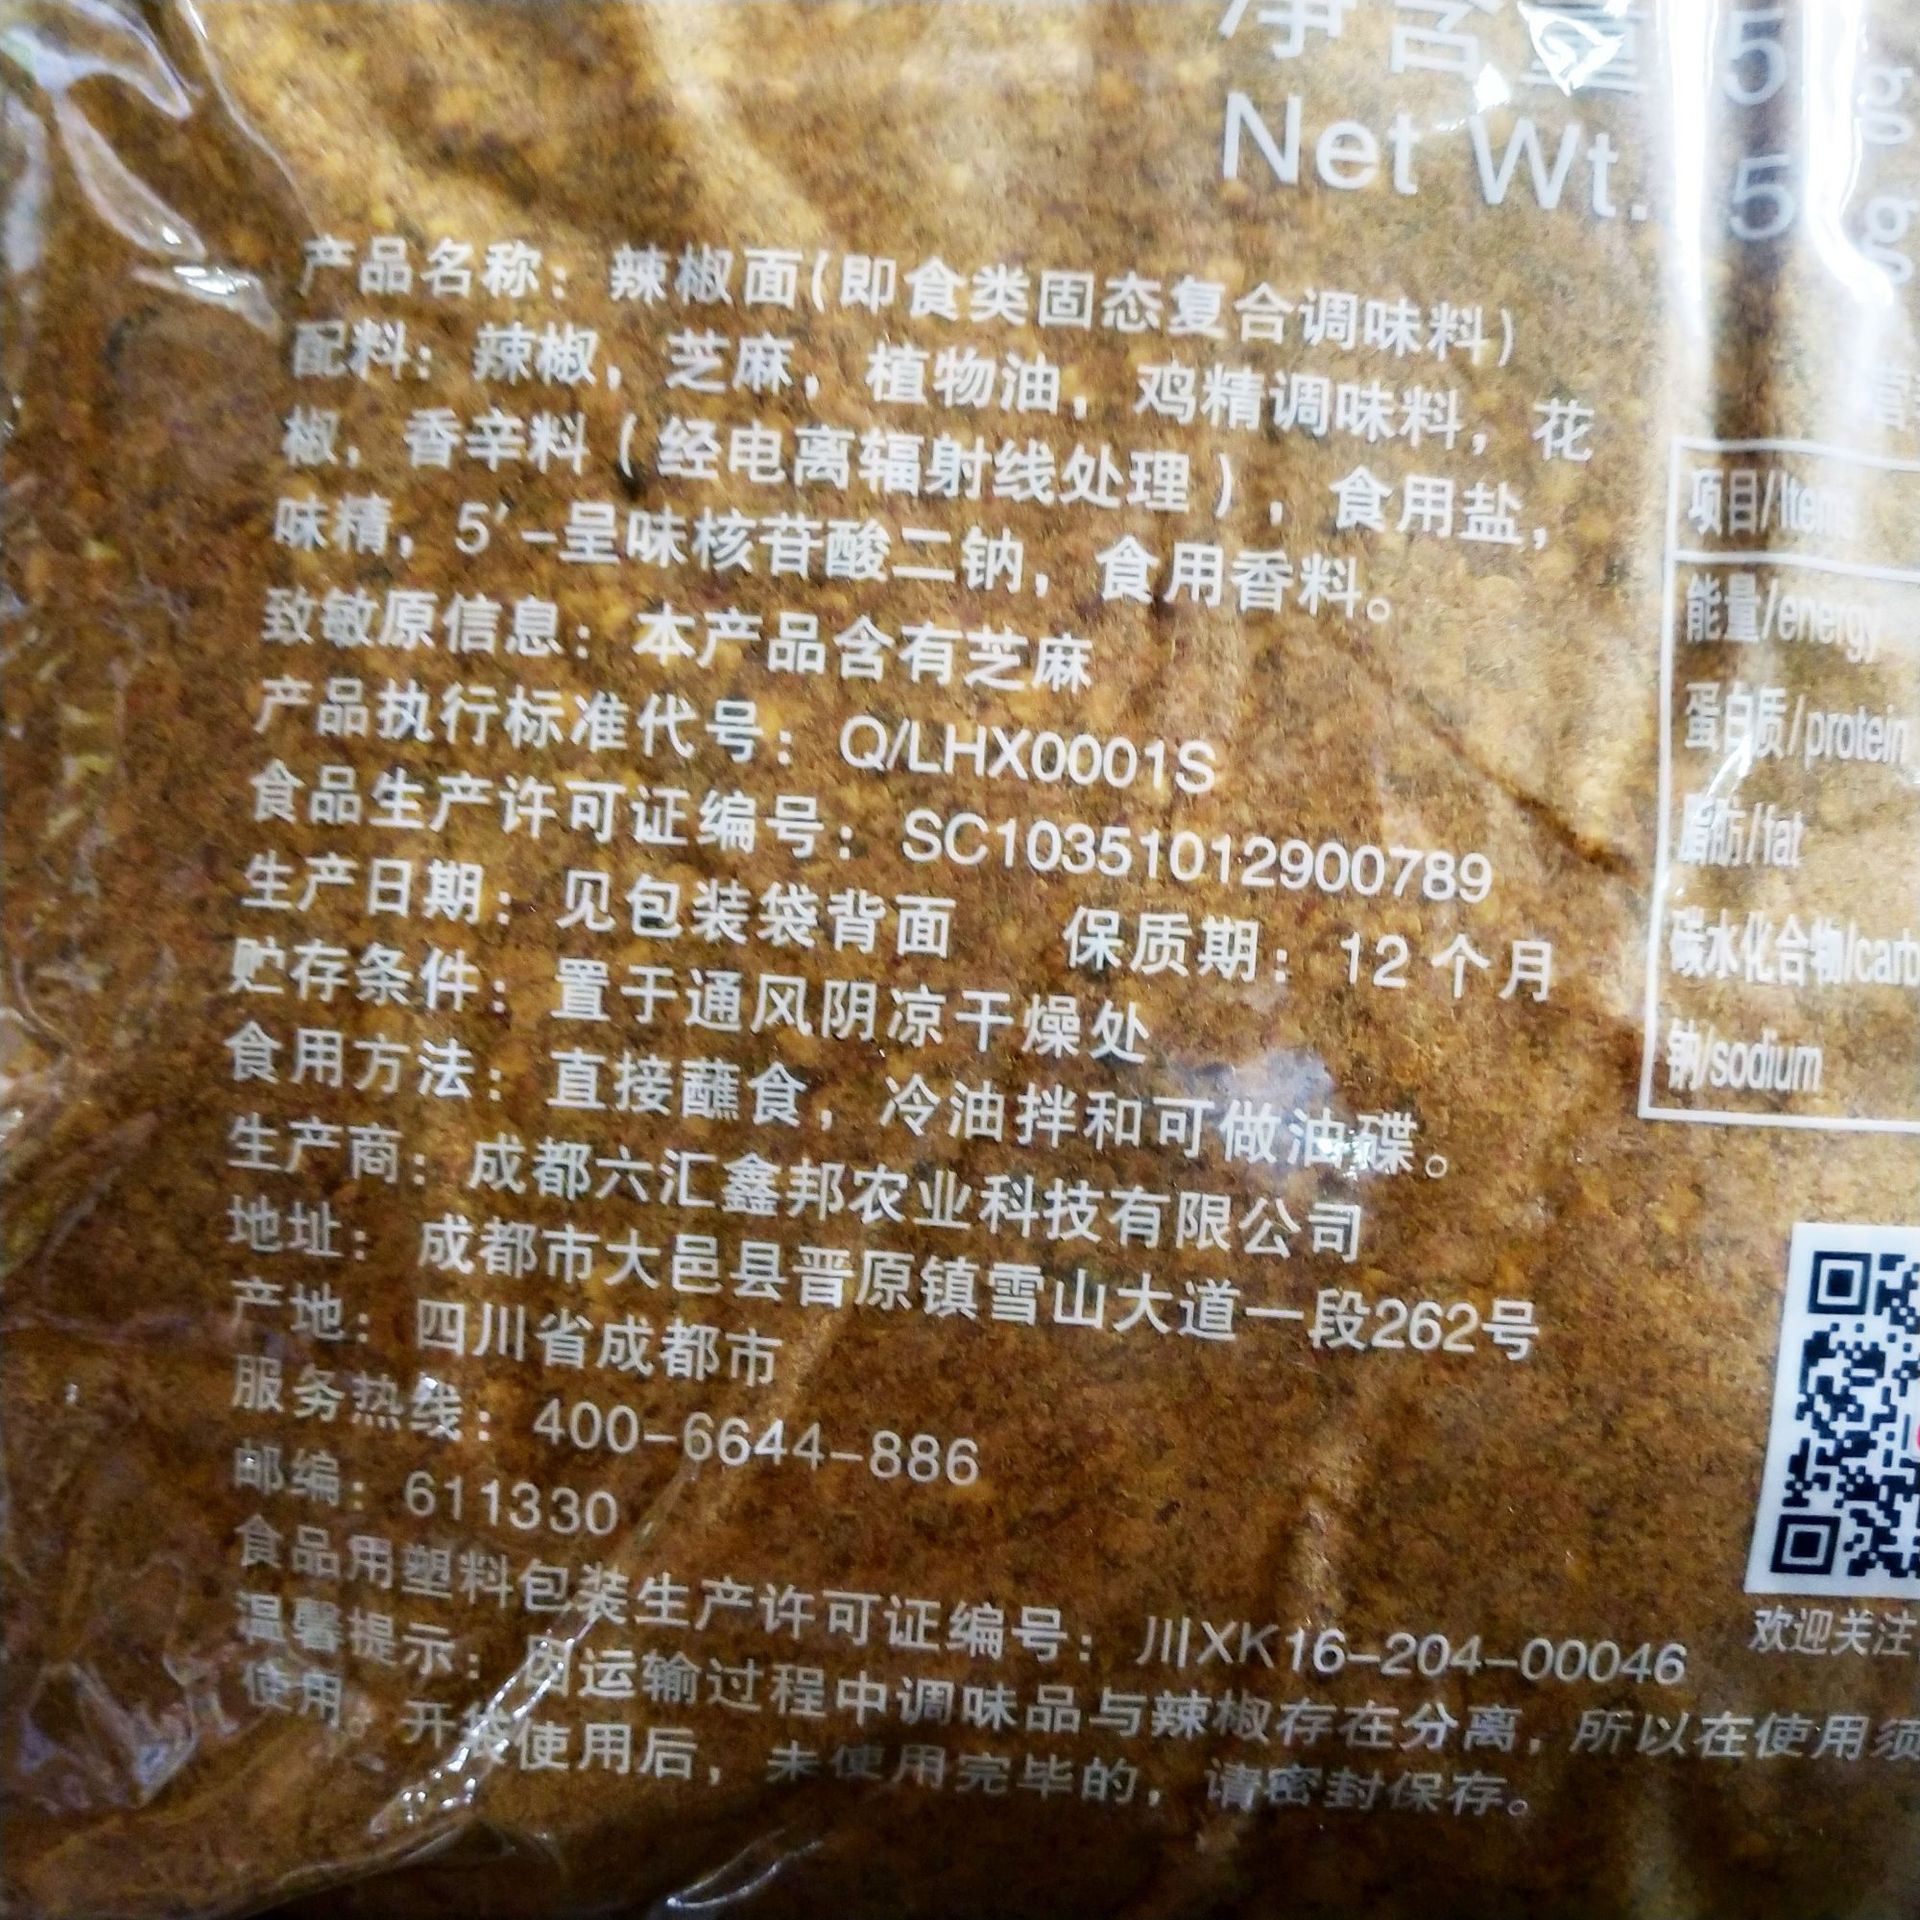 净含量 5 g
Net Wt. 5 g
产品名称：辣椒面(即食类固态复合调味料)
配料：辣椒，芝麻，植物油，鸡精调味料，花
椒，香辛料（经电离辐射线处理），食用盐，
味精，5′-呈味核苷酸二钠，食用香料。
致敏原信息：本产品含有芝麻
产品执行标准代号：Q/LHX0001S
食品生产许可证编号：SC10351012900789
生产日期：见包装袋背面 保质期：12个月
贮存条件：置于通风阴凉干燥处
食用方法：直接蘸食，冷油拌和可做油碟。
生产商：成都六汇鑫邦农业科技有限公司
地址：成都市大邑县晋原镇雪山大道一段262号
产地：四川省成都市
服务热线：400-6644-886
邮编：611330
食品用塑料包装生产许可证编号：川XK16-204-00046
温馨提示：因运输过程中调味品与辣椒存在分离，所以在使用须
使用。开袋使用后，未使用完毕的，请密封保存。
项目/Items
能量/energy
蛋白质/protein
脂肪/fat
碳水化合物/carb
钠/sodium
欢迎关注